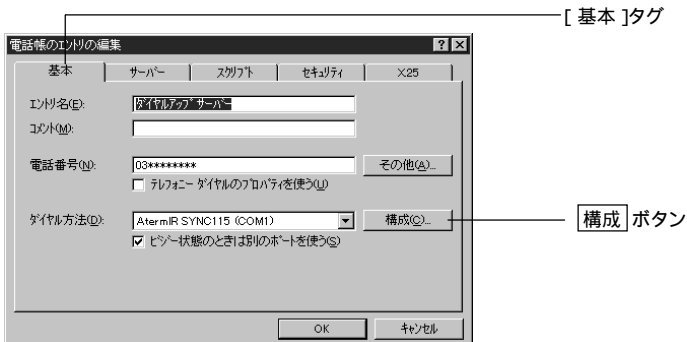 [ 基本 ]タグ
電話帳のエントリの編集
基本 サーバー スクリプト セキュリティ X25
エントリ名(E): ダイヤルアップ サーバー
コメント(M):
電話番号(N): 03******** その他(A)...
テレフォニー ダイヤルのプロパティを使う(U)
ダイヤル方法(D): AtermIR SYNC115 (COM1) 構成(C)...
構成 ボタン
ビジー状態のときは別のポートを使う(S)
OK キャンセル